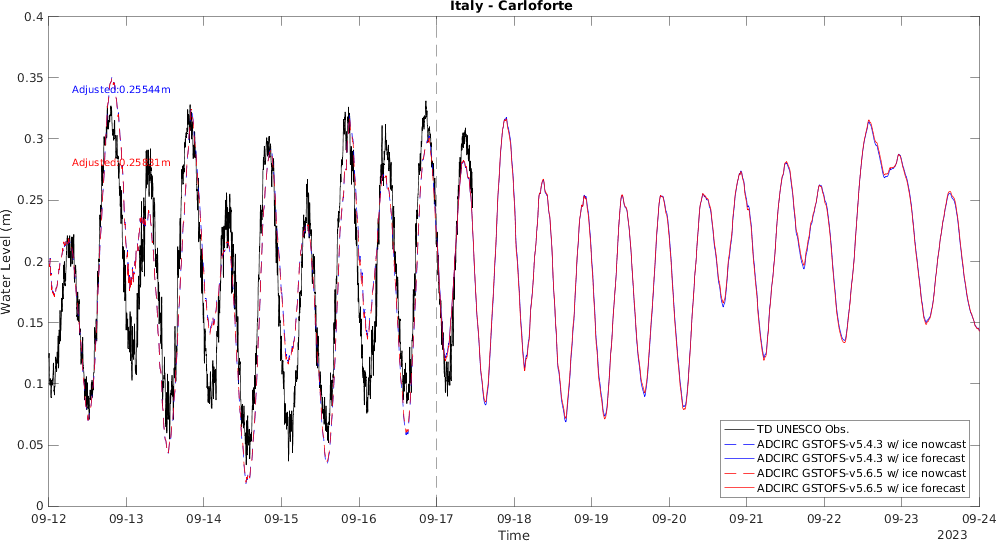 Italy - Carloforte
0.4
0.35
0.3
0.25
0.2
0.15
0.1
0.05
0
Water Level (m)
Adjusted:0.25544m
Adjusted:0.25831m
TD UNESCO Obs.
ADCIRC GSTOFS-v5.4.3 w/ ice nowcast
ADCIRC GSTOFS-v5.4.3 w/ ice forecast
ADCIRC GSTOFS-v5.6.5 w/ ice nowcast
ADCIRC GSTOFS-v5.6.5 w/ ice forecast
09-12 09-13 09-14 09-15 09-16 09-17 09-18 09-19 09-20 09-21 09-22 09-23 09-24
Time
2023